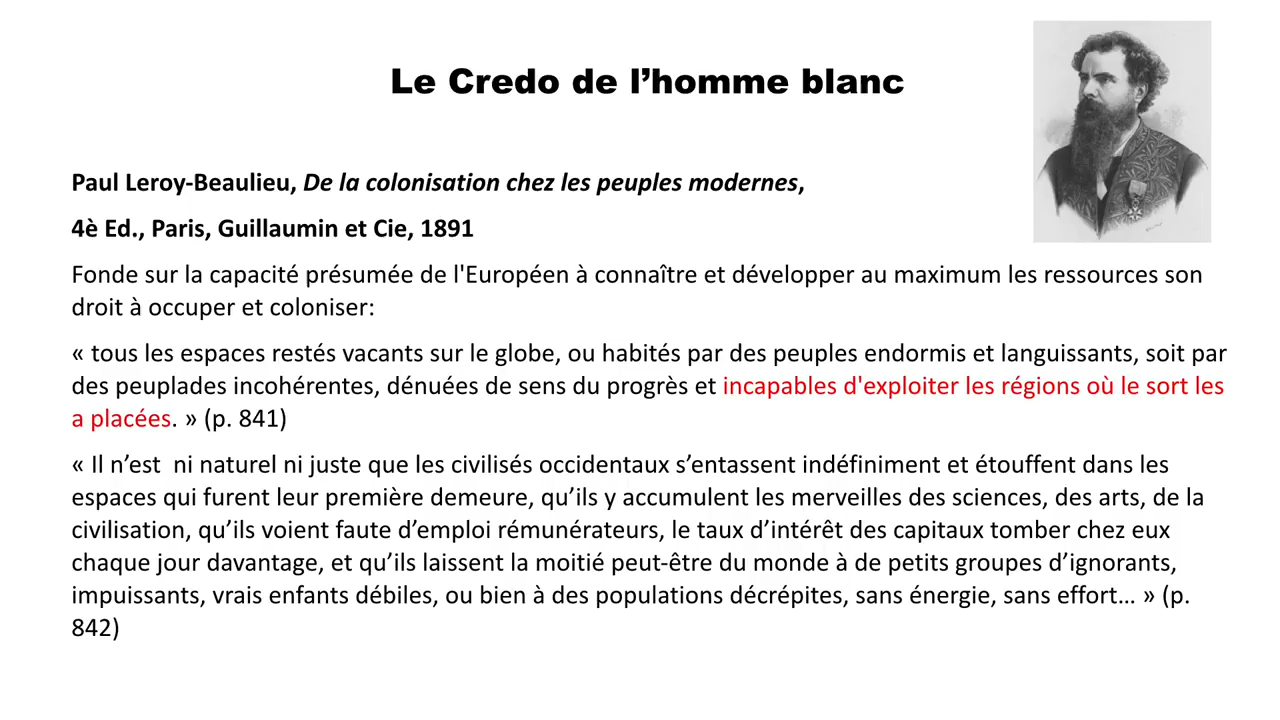 Le Credo de l’homme blanc
Paul Leroy-Beaulieu, De la colonisation chez les peuples modernes,
4è Ed., Paris, Guillaumin et Cie, 1891
Fonde sur la capacité présumée de l'Européen à connaître et développer au maximum les ressources son
droit à occuper et coloniser:
« tous les espaces restés vacants sur le globe, ou habités par des peuples endormis et languissants, soit par
des peuplades incohérentes, dénuées de sens du progrès et incapables d'exploiter les régions où le sort les
a placées. » (p. 841)
« Il n’est  ni naturel ni juste que les civilisés occidentaux s’entassent indéfiniment et étouffent dans les
espaces qui furent leur première demeure, qu’ils y accumulent les merveilles des sciences, des arts, de la
civilisation, qu’ils voient faute d’emploi rémunérateurs, le taux d’intérêt des capitaux tomber chez eux
chaque jour davantage, et qu’ils laissent la moitié peut-être du monde à de petits groupes d’ignorants,
impuissants, vrais enfants débiles, ou bien à des populations décrépites, sans énergie, sans effort… » (p.
842)